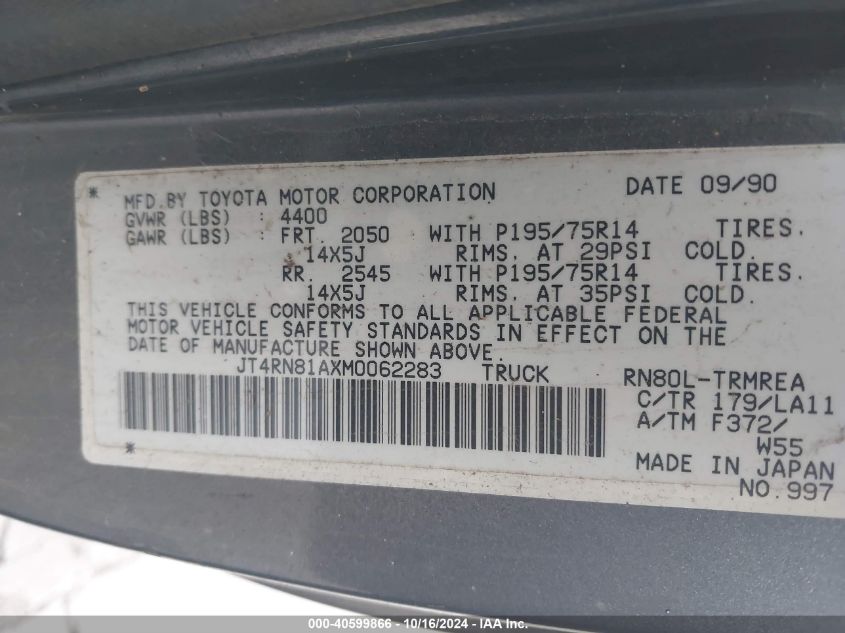 * MFD.BY TOYOTA MOTOR CORPORATION DATE 09/90
GVWR (LBS) : 4400
GAWR (LBS) : FRT. 2050 WITH P195/75R14 TIRES.
14X5J RIMS. AT 29PSI COLD.
RR. 2545 WITH P195/75R14 TIRES.
14X5J RIMS. AT 35PSI COLD.
THIS VEHICLE CONFORMS TO ALL APPLICABLE FEDERAL
MOTOR VEHICLE SAFETY STANDARDS IN EFFECT ON THE
DATE OF MANUFACTURE SHOWN ABOVE.
JT4RN81AXM0062283 TRUCK RN80L-TRMREA
C/TR 179/LA11
A/TM F372/
W55
* MADE IN JAPAN
NO.997
000-40599866 - 10/16/2024 - IAA Inc.